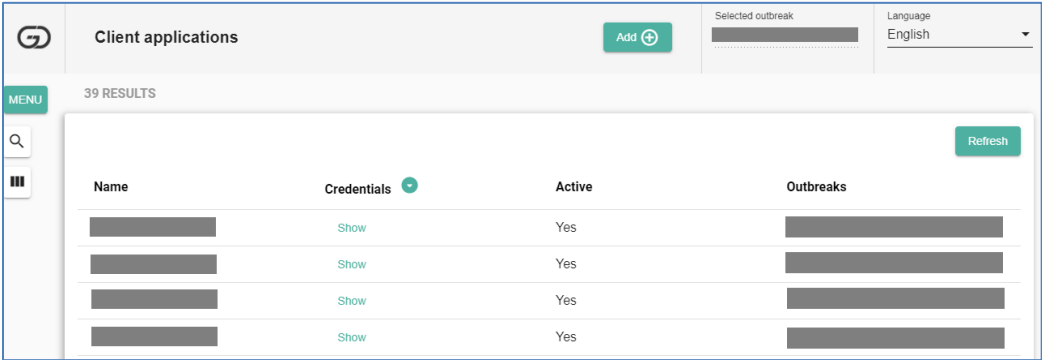 Client applications
Add
Selected outbreak
Language
English
MENU
39 RESULTS
Refresh
Name Credentials Active Outbreaks
Show Yes
Show Yes
Show Yes
Show Yes